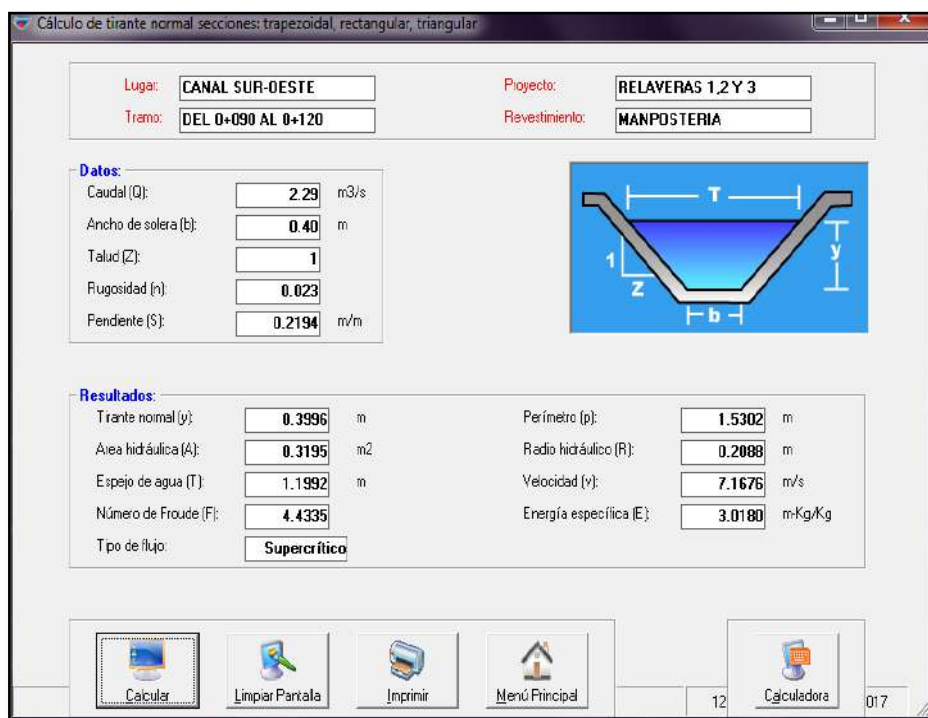 Cálculo de tirante normal secciones: trapezoidal, rectangular, triangular
Lugar: CANAL SUR-OESTE Proyecto: RELAVERAS 1,2 Y 3
Tramo: DEL 0+090 AL 0+120 Revestimiento: MANPOSTERIA
Datos:
Caudal (Q): 2.29 m3/s
Ancho de solera (b): 0.40 m
Talud (Z): 1
Rugosidad (n): 0.023
Pendiente (S): 0.2194 m/m
T
y
1
Z
b
Resultados:
Tirante normal (y): 0.3996 m Perímetro (p): 1.5302 m
Area hidráulica (A): 0.3195 m2 Radio hidráulico (R): 0.2088 m
Espejo de agua (T): 1.1992 m Velocidad (v): 7.1676 m/s
Número de Froude (F): 4.4335 Energía específica (E): 3.0180 m-Kg/Kg
Tipo de flujo: Supercrítico
Calcular Limpiar Pantalla Imprimir Menú Principal 12 Calculadora 017